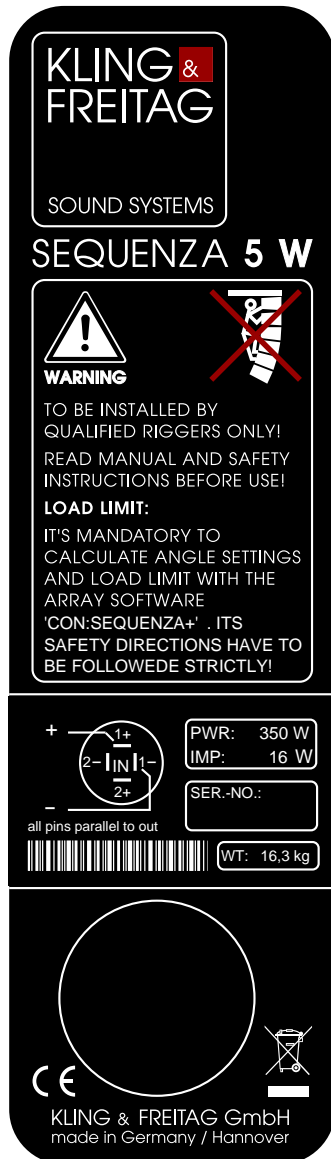 KLING &
FREITAG
SOUND SYSTEMS
SEQUENZA 5 W
WARNING
TO BE INSTALLED BY
QUALIFIED RIGGERS ONLY!
READ MANUAL AND SAFETY
INSTRUCTIONS BEFORE USE!
LOAD LIMIT:
IT'S MANDATORY TO
CALCULATE ANGLE SETTINGS
AND LOAD LIMIT WITH THE
ARRAY SOFTWARE
'CON:SEQUENZA+' . ITS
SAFETY DIRECTIONS HAVE TO
BE FOLLOWEDE STRICTLY!
+
1+
2- IN 1-
2+
-
all pins parallel to out
PWR: 350 W
IMP: 16 W
SER.-NO.:
WT: 16,3 kg
CE
KLING & FREITAG GmbH
made in Germany / Hannover